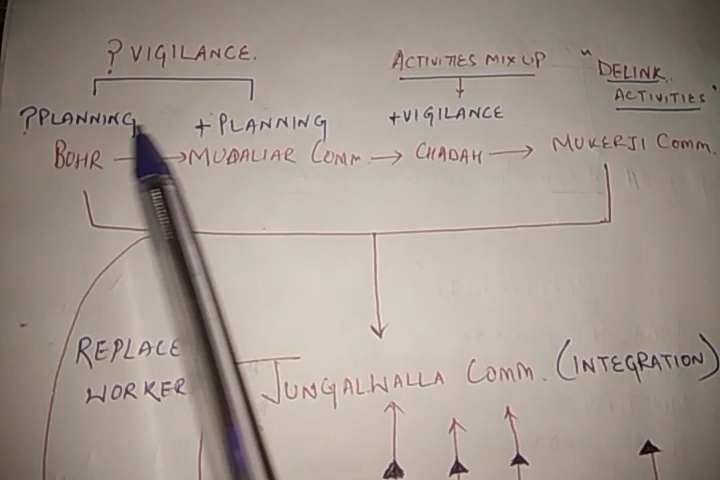 ? VIGILANCE.
ACTIVITIES MIX UP
"DELINK
ACTIVITIES"
? PLANNING
+ PLANNING
+VIGILANCE
BOHR → MUDALIAR COMM. → CHADAH → MUKERJI COMM.
REPLACE
WORKER
JUNGALWALLA COMM. (INTEGRATION)